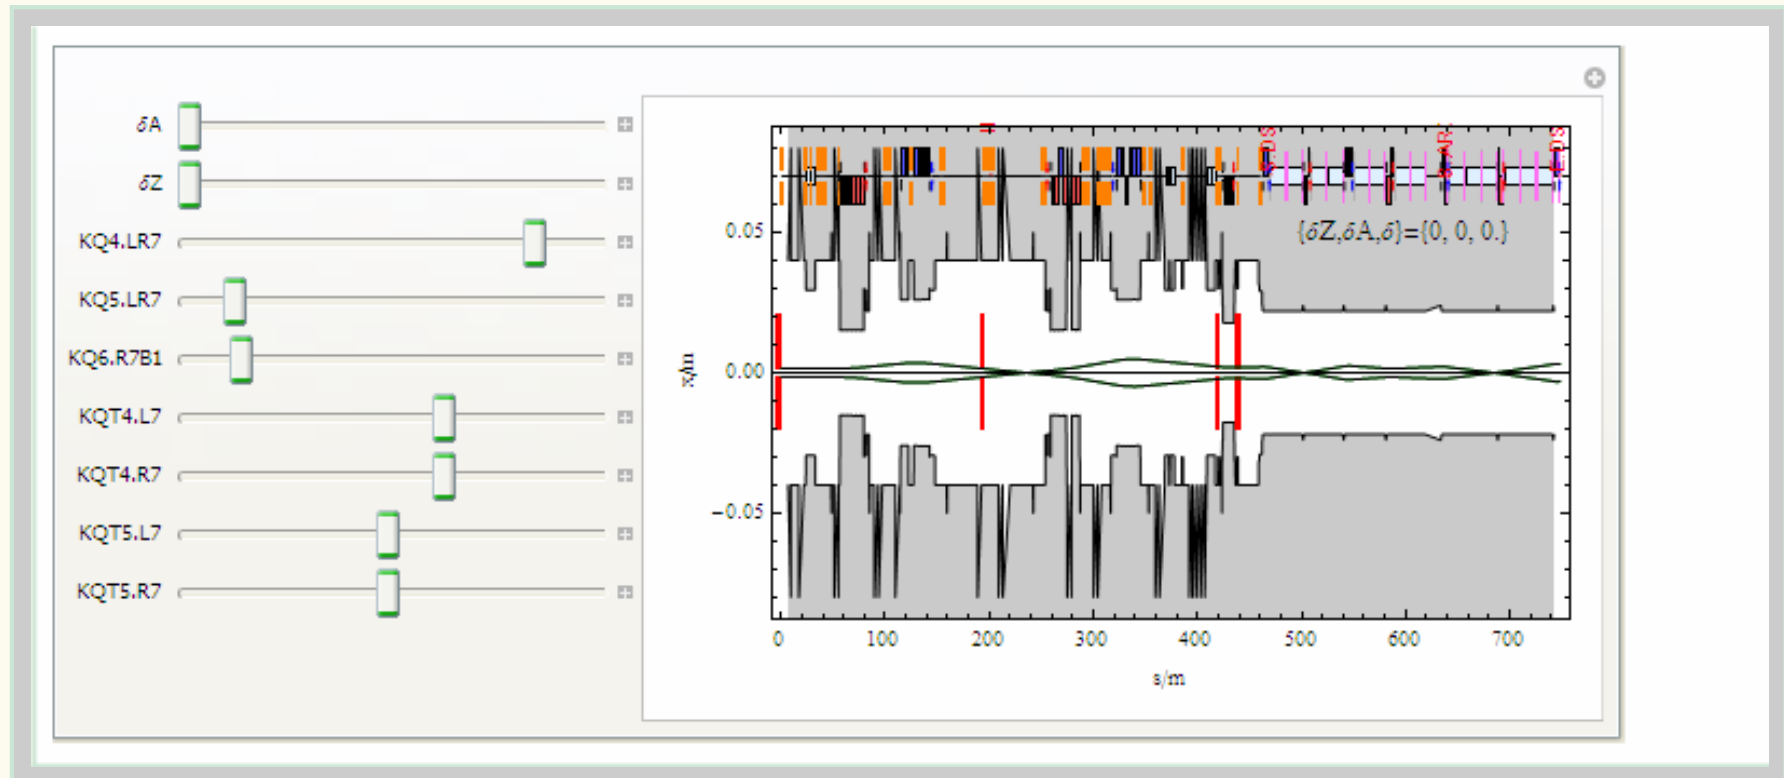 δA
δZ
KQ4.LR7
KQ5.LR7
KQ6.R7B1
KQT4.L7
KQT4.R7
KQT5.L7
KQT5.R7
{δZ,δA,δ}={0, 0, 0.}
0.05
0.00
−0.05
x/m
0 100 200 300 400 500 600 700
s/m